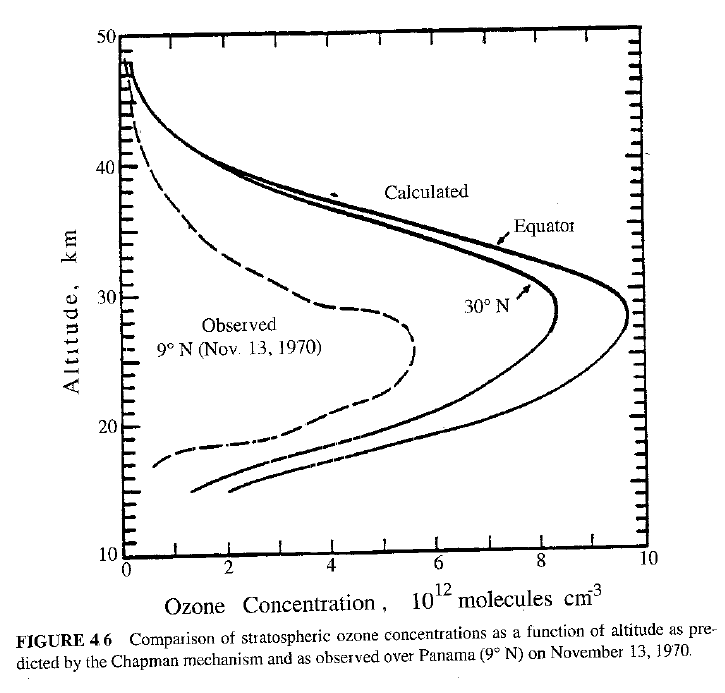 50
40
30
20
10
Altitude, km
Calculated
Equator
30° N
Observed
9° N (Nov. 13, 1970)
0 2 4 6 8 10
Ozone Concentration, 10¹² molecules cm⁻³
FIGURE 4 6 Comparison of stratospheric ozone concentrations as a function of altitude as pre-
dicted by the Chapman mechanism and as observed over Panama (9° N) on November 13, 1970.